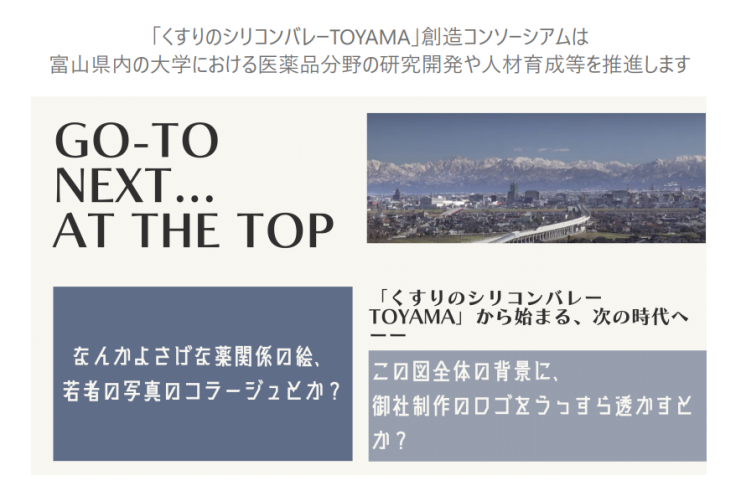 「くすりのシリコンバレーTOYAMA」創造コンソーシアムは
富山県内の大学における医薬品分野の研究開発や人材育成等を推進します
GO-TO
NEXT...
AT THE TOP
「くすりのシリコンバレー
TOYAMA」から始まる、次の時代へ
ーー
なんかよさげな薬関係の絵、
若者の写真のコラージュとか？
この図全体の背景に、
御社制作のロゴをうっすら透かすと
か？